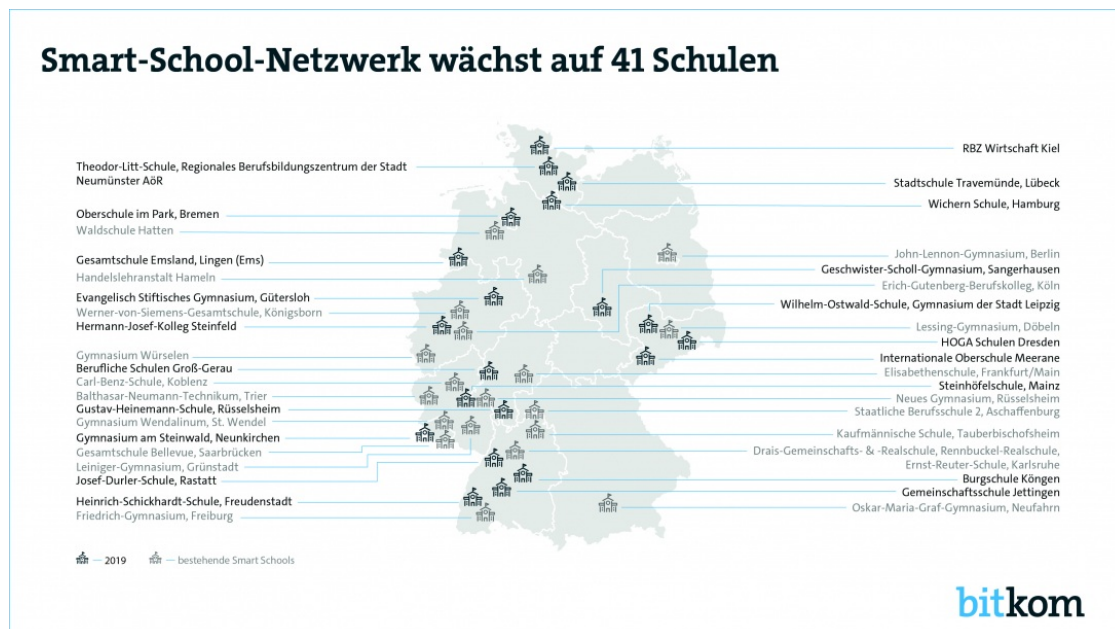 Smart-School-Netzwerk wächst auf 41 Schulen
Theodor-Litt-Schule, Regionales Berufsbildungszentrum der Stadt
Neumünster AöR
Oberschule im Park, Bremen
Waldschule Hatten
Gesamtschule Emsland, Lingen (Ems)
Handelslehranstalt Hameln
Evangelisch Stiftisches Gymnasium, Gütersloh
Werner-von-Siemens-Gesamtschule, Königsborn
Hermann-Josef-Kolleg Steinfeld
Gymnasium Würselen
Berufliche Schulen Groß-Gerau
Carl-Benz-Schule, Koblenz
Balthasar-Neumann-Technikum, Trier
Gustav-Heinemann-Schule, Rüsselsheim
Gymnasium Wendalinum, St. Wendel
Gymnasium am Steinwald, Neunkirchen
Gesamtschule Bellevue, Saarbrücken
Leiniger-Gymnasium, Grünstadt
Josef-Durler-Schule, Rastatt
Heinrich-Schickhardt-Schule, Freudenstadt
Friedrich-Gymnasium, Freiburg
RBZ Wirtschaft Kiel
Stadtschule Travemünde, Lübeck
Wichern Schule, Hamburg
John-Lennon-Gymnasium, Berlin
Geschwister-Scholl-Gymnasium, Sangerhausen
Erich-Gutenberg-Berufskolleg, Köln
Wilhelm-Ostwald-Schule, Gymnasium der Stadt Leipzig
Lessing-Gymnasium, Döbeln
HOGA Schulen Dresden
Internationale Oberschule Meerane
Elisabethenschule, Frankfurt/Main
Steinhöfelschule, Mainz
Neues Gymnasium, Rüsselsheim
Staatliche Berufsschule 2, Aschaffenburg
Kaufmännische Schule, Tauberbischofsheim
Drais-Gemeinschafts- & -Realschule, Rennbuckel-Realschule,
Ernst-Reuter-Schule, Karlsruhe
Burgschule Köngen
Gemeinschaftsschule Jettingen
Oskar-Maria-Graf-Gymnasium, Neufahrn
2019
bestehende Smart Schools
bitkom